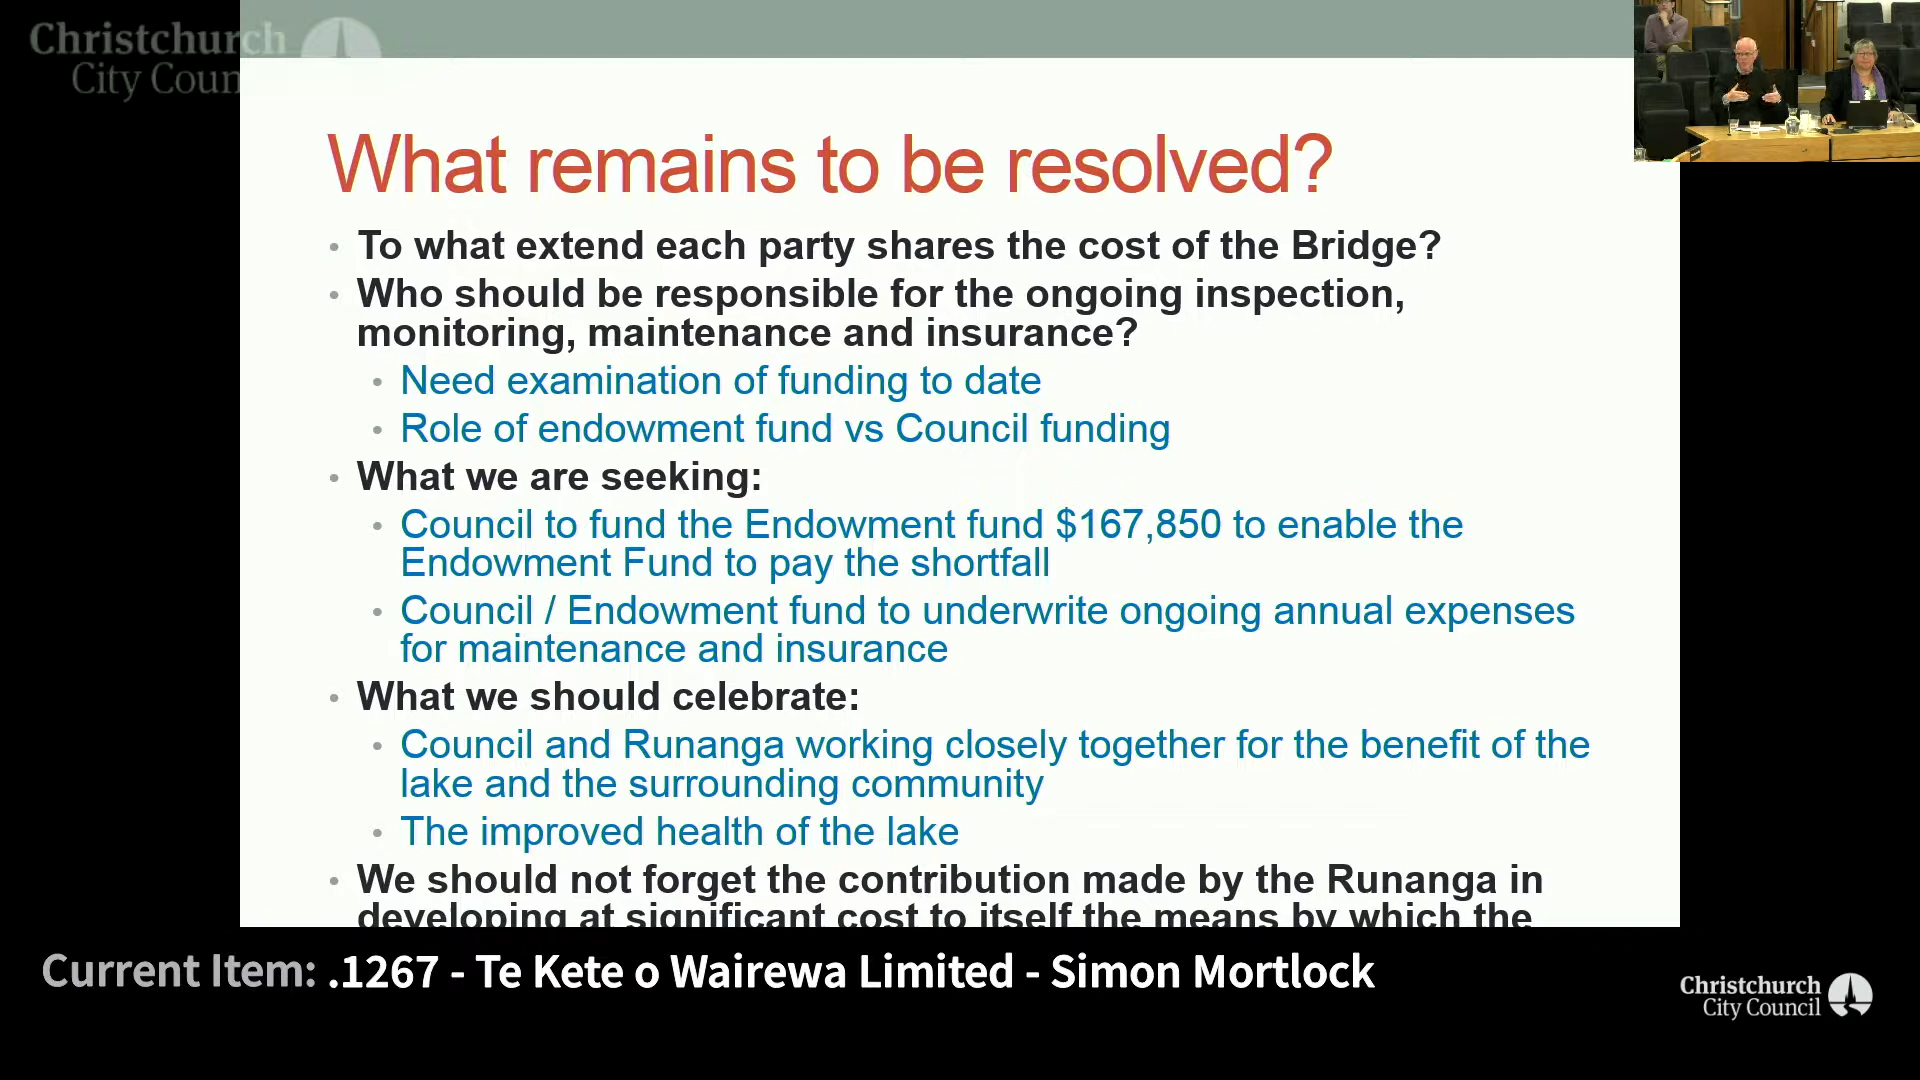 Christchurch
City Coun
What remains to be resolved?
• To what extend each party shares the cost of the Bridge?
• Who should be responsible for the ongoing inspection,
monitoring, maintenance and insurance?
• Need examination of funding to date
• Role of endowment fund vs Council funding
• What we are seeking:
• Council to fund the Endowment fund $167,850 to enable the
Endowment Fund to pay the shortfall
• Council / Endowment fund to underwrite ongoing annual expenses
for maintenance and insurance
• What we should celebrate:
• Council and Runanga working closely together for the benefit of the
lake and the surrounding community
• The improved health of the lake
• We should not forget the contribution made by the Runanga in
developing at significant cost to itself the means by which the
Current Item: .1267 - Te Kete o Wairewa Limited - Simon Mortlock
Christchurch
City Council